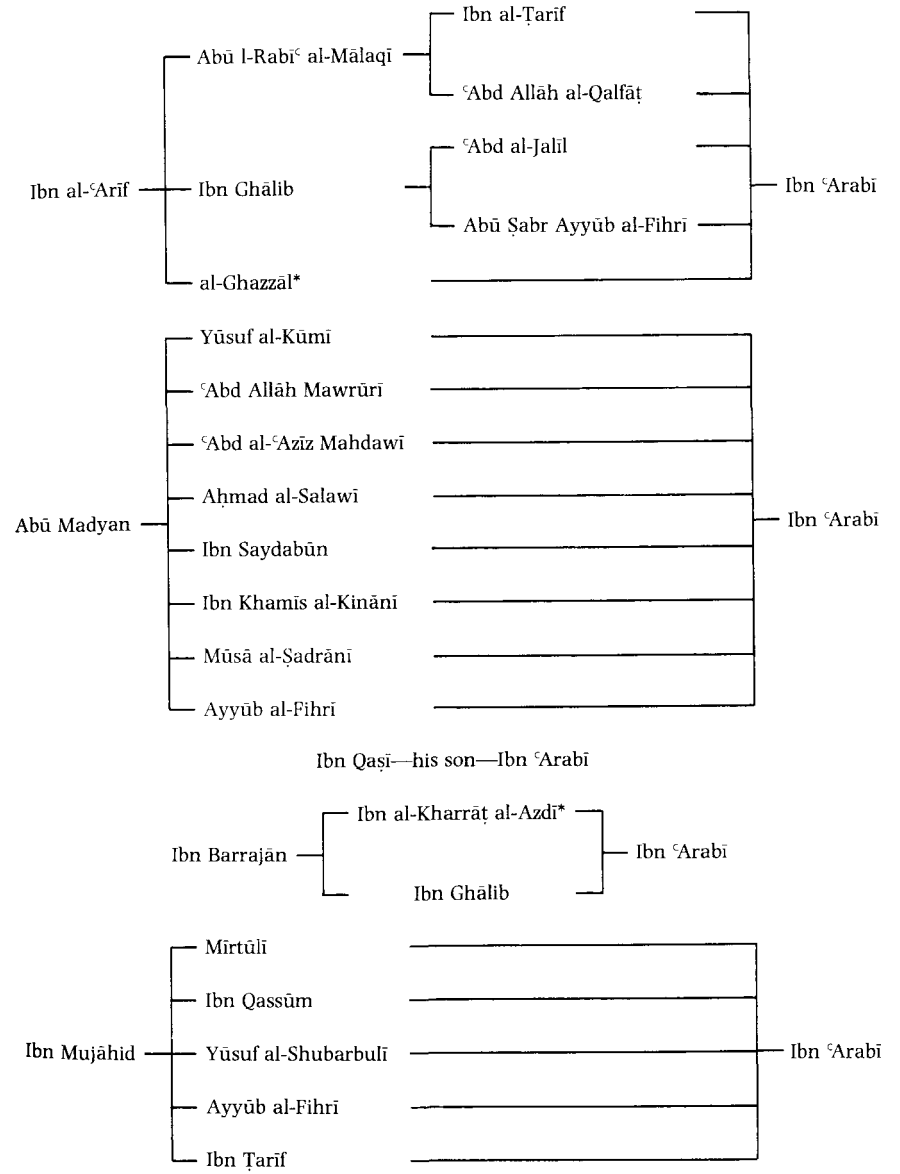 Ibn al-Ṭarīf
Abū l-Rabīʿ al-Mālaqī
ʿAbd Allāh al-Qalfāṭ
ʿAbd al-Jalīl
Ibn al-ʿArīf
Ibn Ghālib
Ibn ʿArabī
Abū Ṣabr Ayyūb al-Fihrī
al-Ghazzāl*
Yūsuf al-Kūmī
ʿAbd Allāh Mawrūrī
ʿAbd al-ʿAzīz Mahdawī
Aḥmad al-Salawī
Abū Madyan
Ibn ʿArabī
Ibn Saydabūn
Ibn Khamīs al-Kinānī
Mūsā al-Ṣadrānī
Ayyūb al-Fihrī
Ibn Qaṣī—his son—Ibn ʿArabī
Ibn al-Kharrāṭ al-Azdī*
Ibn Barrajān
Ibn ʿArabī
Ibn Ghālib
Mīrtūlī
Ibn Qassūm
Ibn Mujāhid
Yūsuf al-Shubarbulī
Ibn ʿArabī
Ayyūb al-Fihrī
Ibn Ṭarīf